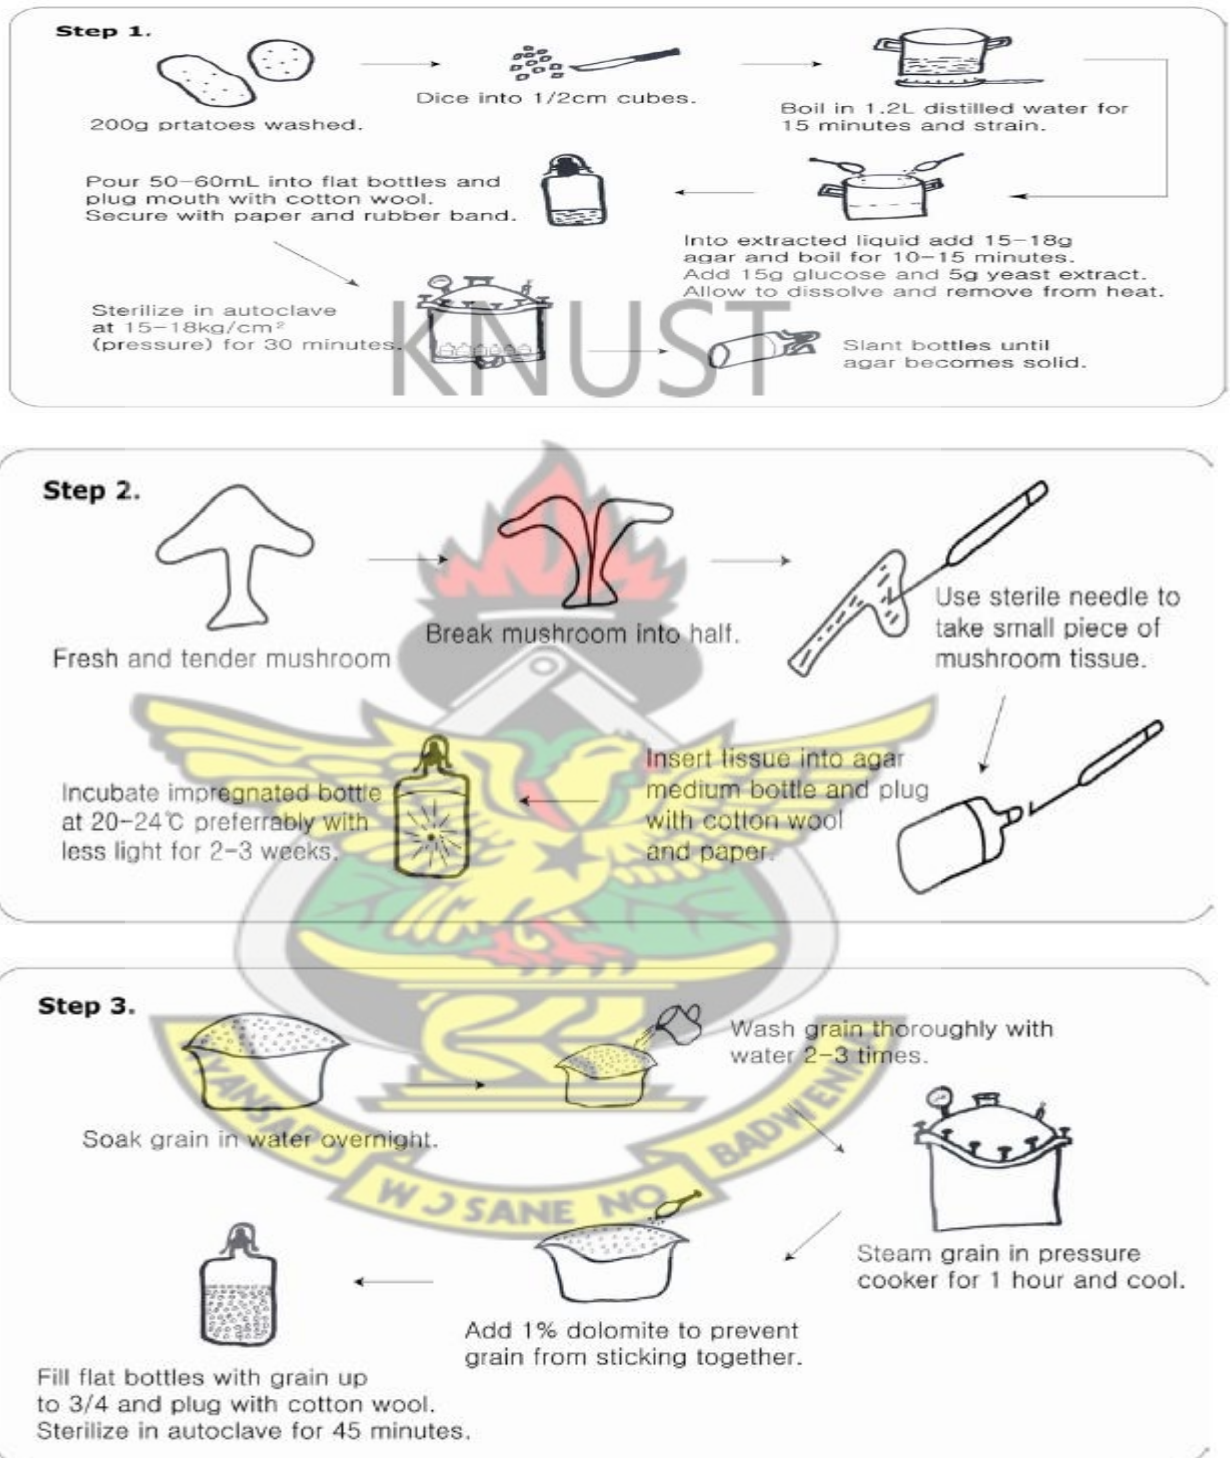 Step 1.
200g prtatoes washed.
Dice into 1/2cm cubes.
Boil in 1.2L distilled water for
15 minutes and strain.
Into extracted liquid add 15-18g
agar and boil for 10-15 minutes.
Add 15g glucose and 5g yeast extract.
Allow to dissolve and remove from heat.
Pour 50-60mL into flat bottles and
plug mouth with cotton wool.
Secure with paper and rubber band.
Sterilize in autoclave
at 15-18kg/cm²
(pressure) for 30 minutes.
Slant bottles until
agar becomes solid.
KNUST
Step 2.
Fresh and tender mushroom
Break mushroom into half.
Use sterile needle to
take small piece of
mushroom tissue.
Insert tissue into agar
medium bottle and plug
with cotton wool
and paper.
Incubate impregnated bottle
at 20-24℃ preferrably with
less light for 2-3 weeks.
Step 3.
Soak grain in water overnight.
Wash grain thoroughly with
water 2-3 times.
Steam grain in pressure
cooker for 1 hour and cool.
Add 1% dolomite to prevent
grain from sticking together.
Fill flat bottles with grain up
to 3/4 and plug with cotton wool.
Sterilize in autoclave for 45 minutes.
W Ɔ SANE NO